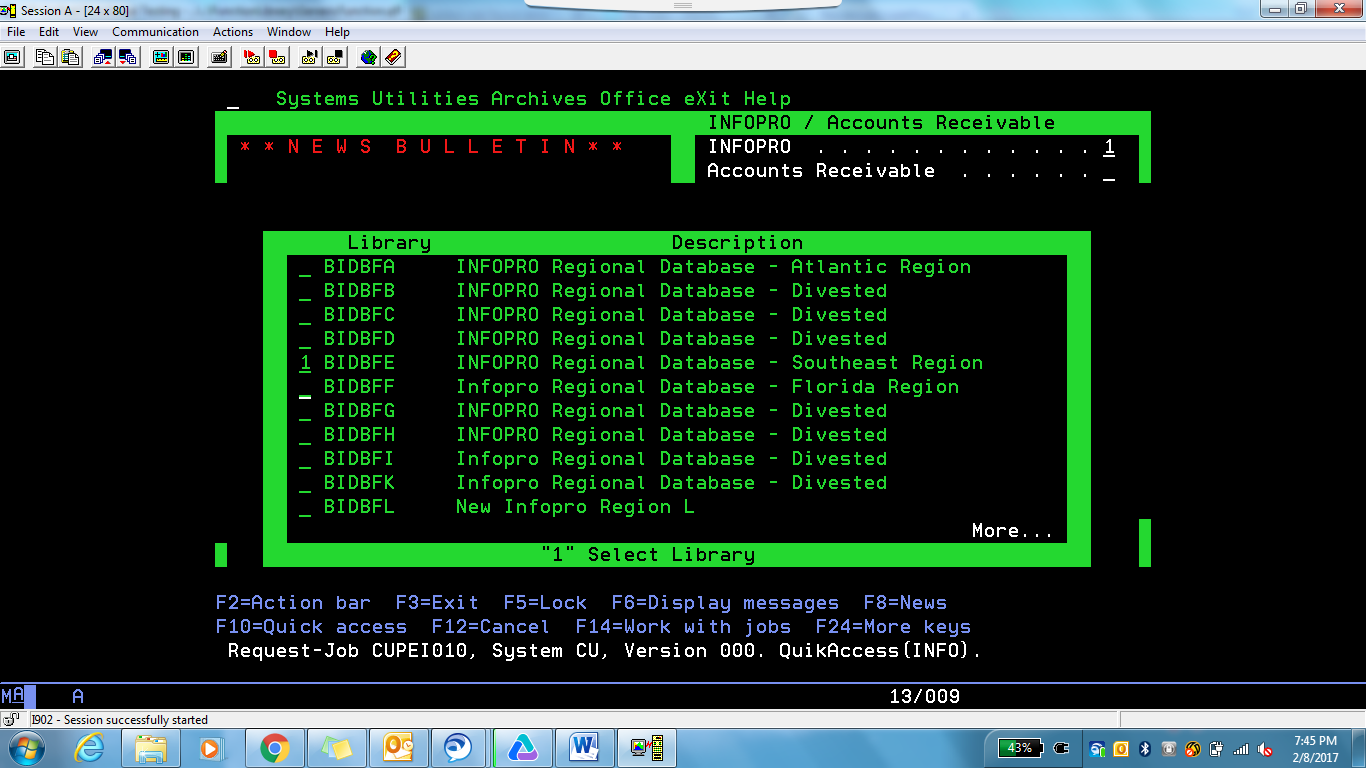 Session A - [24 x 80]
File Edit View Communication Actions Window Help
_ Systems Utilities Archives Office eXit Help
INFOPRO / Accounts Receivable
* * N E W S  B U L L E T I N * *
INFOPRO . . . . . . . . . . . . 1
Accounts Receivable . . . . . . _
Library Description
_ BIDBFA INFOPRO Regional Database - Atlantic Region
_ BIDBFB INFOPRO Regional Database - Divested
_ BIDBFC INFOPRO Regional Database - Divested
_ BIDBFD INFOPRO Regional Database - Divested
1 BIDBFE INFOPRO Regional Database - Southeast Region
_ BIDBFF Infopro Regional Database - Florida Region
_ BIDBFG INFOPRO Regional Database - Divested
_ BIDBFH INFOPRO Regional Database - Divested
_ BIDBFI Infopro Regional Database - Divested
_ BIDBFK Infopro Regional Database - Divested
_ BIDBFL New Infopro Region L
More...
"1" Select Library
F2=Action bar F3=Exit F5=Lock F6=Display messages F8=News
F10=Quick access F12=Cancel F14=Work with jobs F24=More keys
Request-Job CUPEIO10, System CU, Version 000. QuikAccess(INFO).
MA A 13/009
I902 - Session successfully started
43%
7:45 PM
2/8/2017